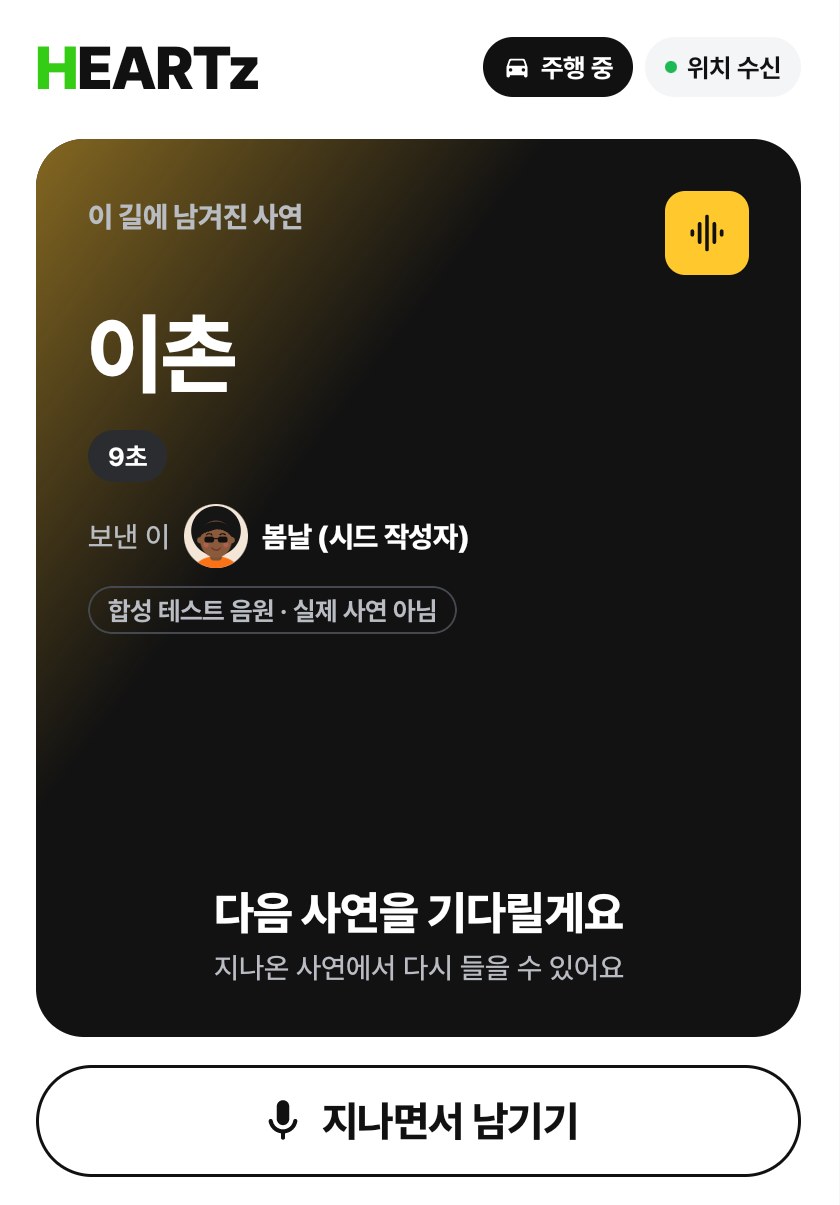 HEARTz
주행 중
위치 수신
이 길에 남겨진 사연
이촌
9초
보낸 이 봄날 (시드 작성자)
합성 테스트 음원 · 실제 사연 아님
다음 사연을 기다릴게요
지나온 사연에서 다시 들을 수 있어요
지나면서 남기기